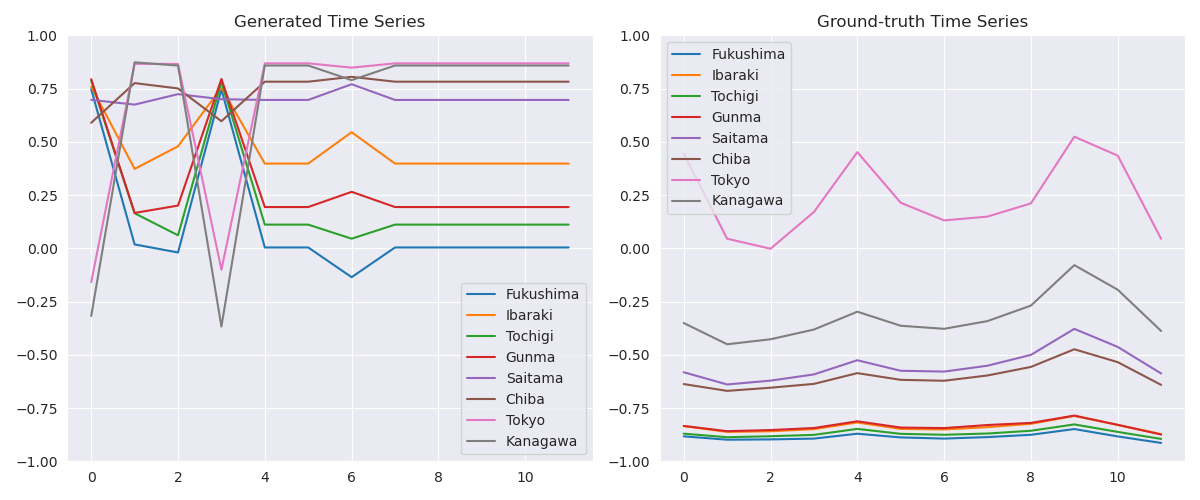 Generated Time Series
1.00
0.75
0.50
0.25
0.00
−0.25
−0.50
−0.75
−1.00
0 2 4 6 8 10
Fukushima
Ibaraki
Tochigi
Gunma
Saitama
Chiba
Tokyo
Kanagawa
Ground-truth Time Series
1.00
0.75
0.50
0.25
0.00
−0.25
−0.50
−0.75
−1.00
0 2 4 6 8 10
Fukushima
Ibaraki
Tochigi
Gunma
Saitama
Chiba
Tokyo
Kanagawa